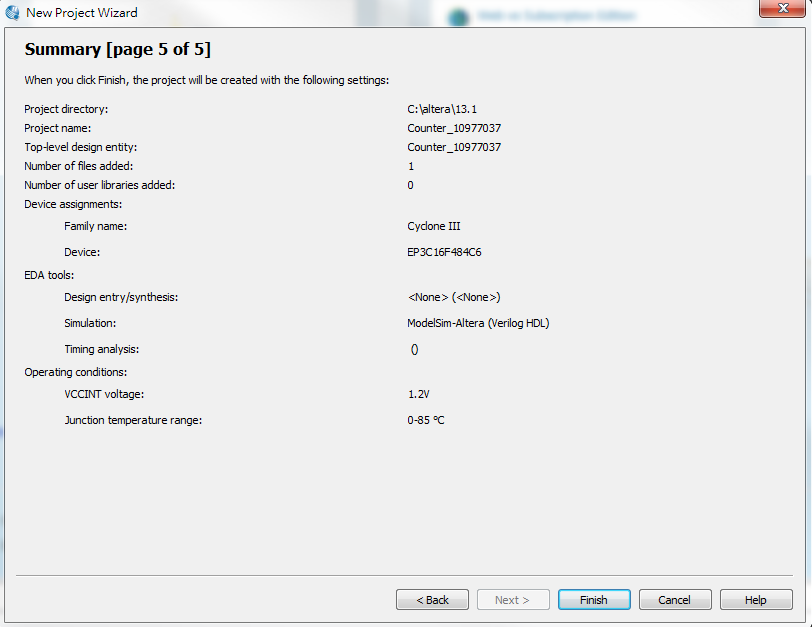 New Project Wizard
Summary [page 5 of 5]
When you click Finish, the project will be created with the following settings:
Project directory: C:\altera\13.1
Project name: Counter_10977037
Top-level design entity: Counter_10977037
Number of files added: 1
Number of user libraries added: 0
Device assignments:
Family name: Cyclone III
Device: EP3C16F484C6
EDA tools:
Design entry/synthesis: <None> (<None>)
Simulation: ModelSim-Altera (Verilog HDL)
Timing analysis: ()
Operating conditions:
VCCINT voltage: 1.2V
Junction temperature range: 0-85 ºC
< Back Next > Finish Cancel Help